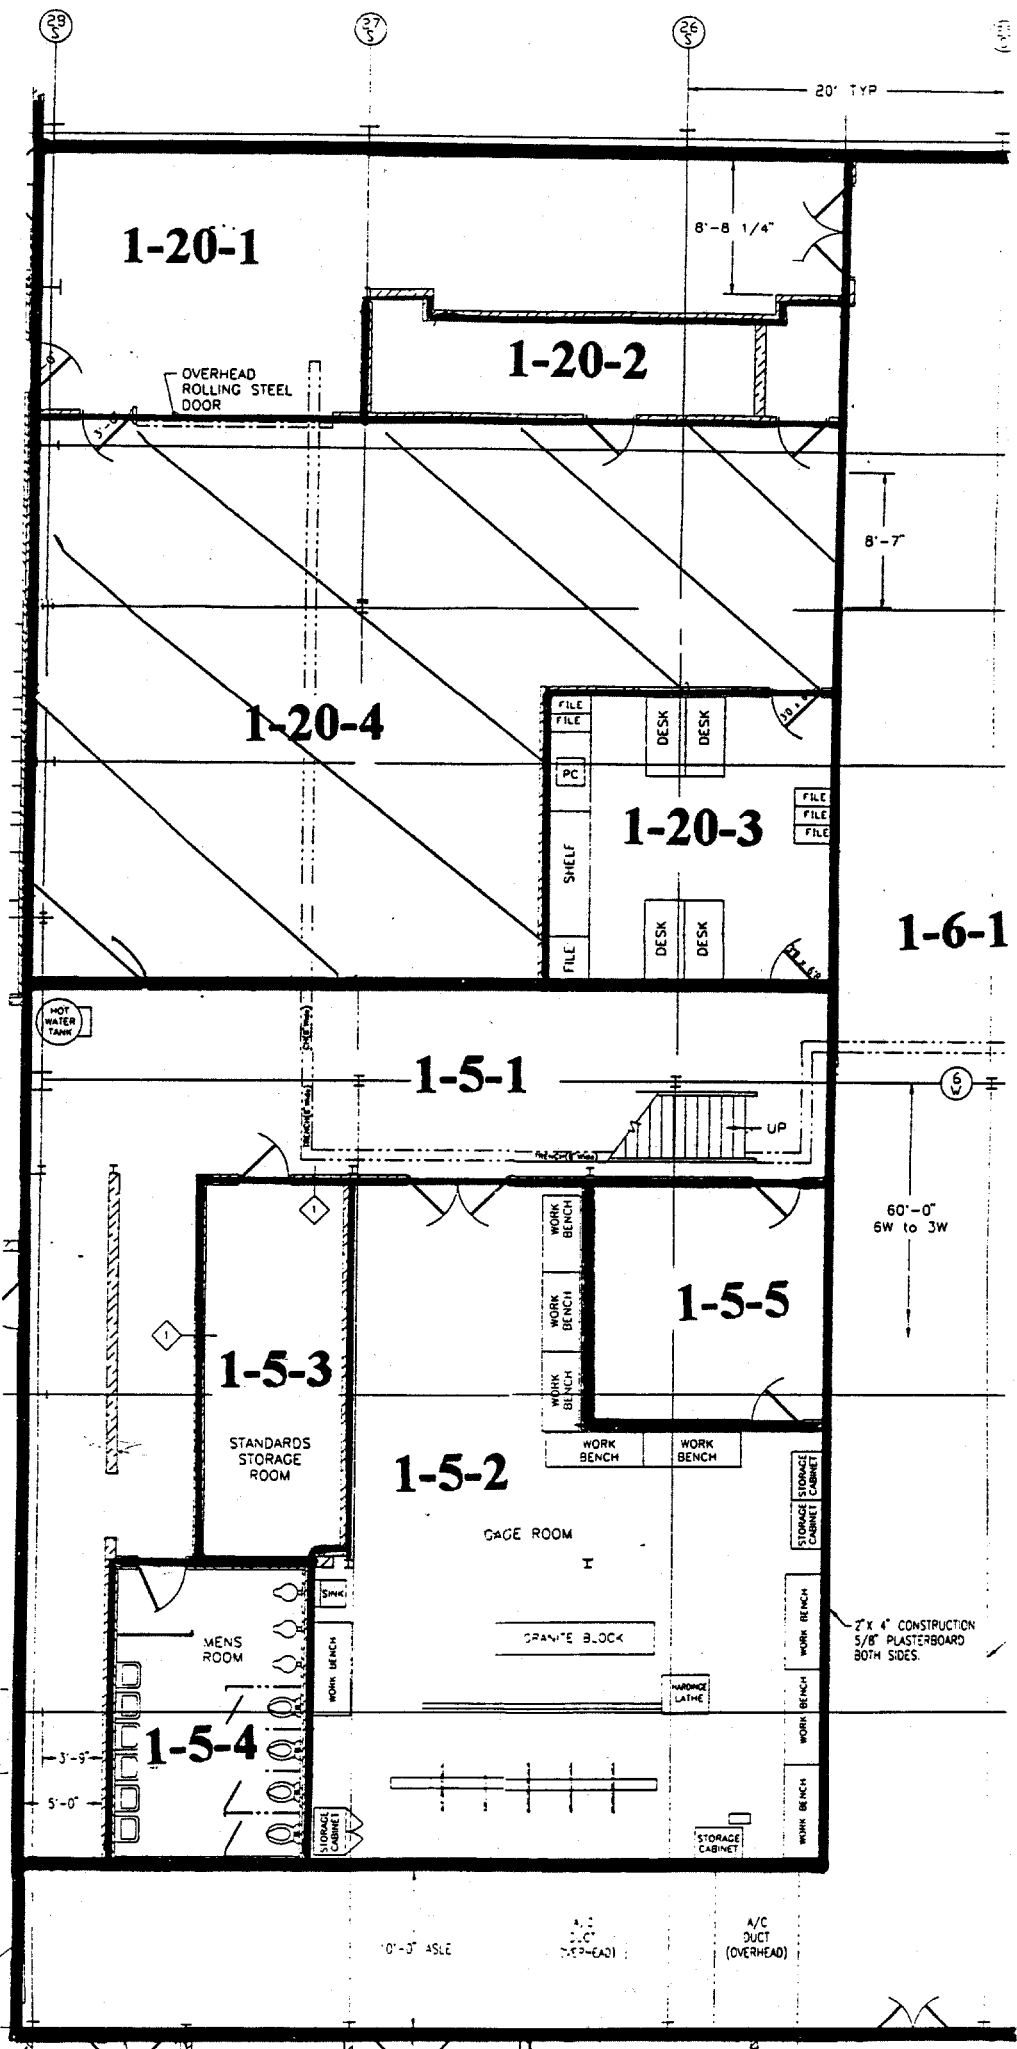 28
S
27
S
26
S
20' TYP
8'-8 1/4"
1-20-1
1-20-2
OVERHEAD
ROLLING STEEL
DOOR
8'-7"
1-20-4
FILE
FILE
DESK
DESK
PC
FILE
FILE
FILE
1-20-3
SHELF
DESK
DESK
FILE
1-6-1
HOT
WATER
TANK
1-5-1
6
W
UP
60'-0"
6W to 3W
1
WORK
BENCH
WORK
BENCH
WORK
BENCH
1-5-5
1
1-5-3
STANDARDS
STORAGE
ROOM
WORK
BENCH
WORK
BENCH
1-5-2
STORAGE
CABINET
STORAGE
CABINET
GAGE ROOM
SINK
WORK BENCH
MENS
ROOM
GRANITE BLOCK
WORK BENCH
2"X 4" CONSTRUCTION
5/8" PLASTERBOARD
BOTH SIDES.
HARDINGE
LATHE
WORK BENCH
1-5-4
3'-9"
5'-0"
STORAGE
CABINET
WORK BENCH
STORAGE
CABINET
A/C
DUCT
(OVERHEAD)